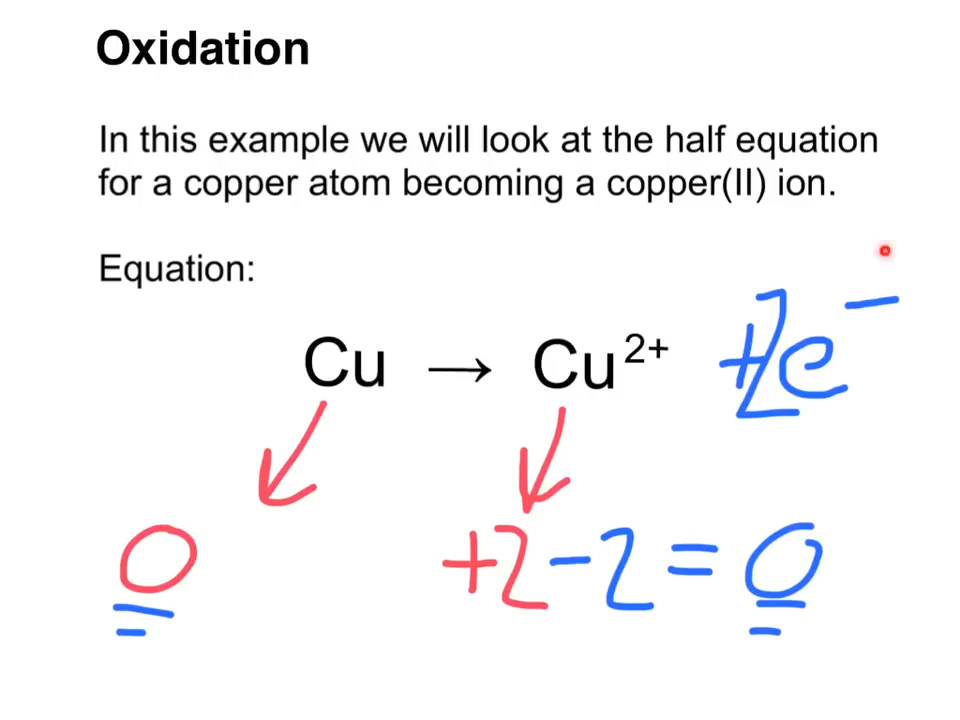 Oxidation
In this example we will look at the half equation
for a copper atom becoming a copper(II) ion.
Equation:
Cu → Cu²⁺ +2e⁻
0 +2-2=0